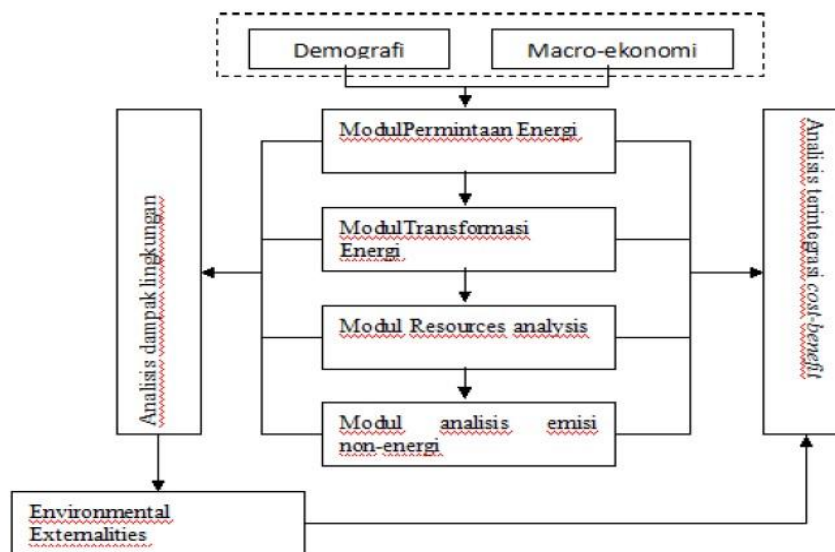 Demografi
Macro-ekonomi
ModulPermintaan Energi
ModulTransformasi
Energi
Modul Resources analysis
Modul analisis emisi
non-energi
Analisis dampak lingkungan
Analisis terintegrasi cost-benefit
Environmental
Externalities